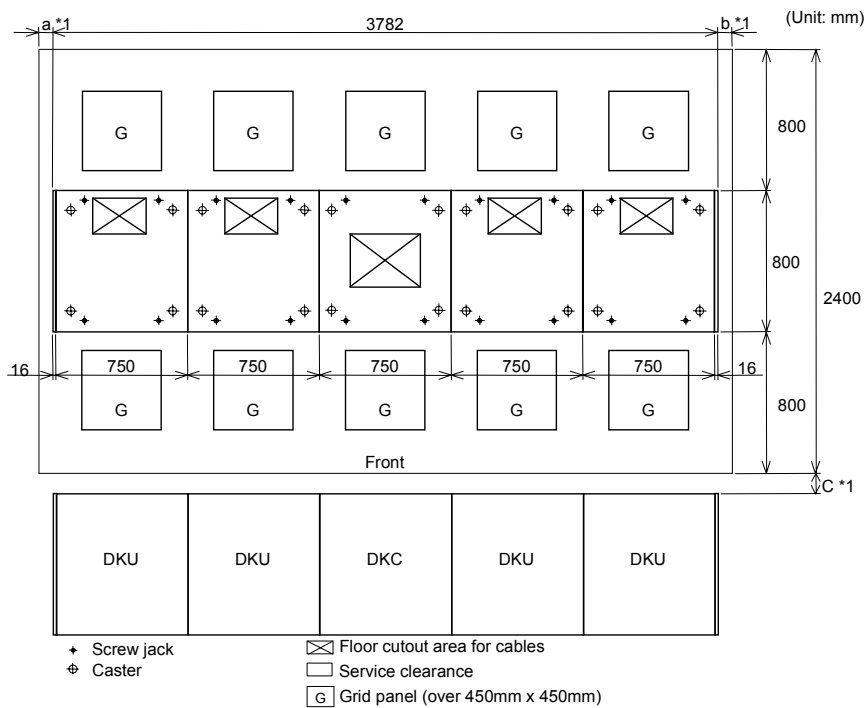 (Unit: mm)
a *1 3782 b *1
G G G G G
800
800
2400
16 750 750 750 750 750 16
G G G G G
800
Front
C *1
DKU DKU DKC DKU DKU
Screw jack
Caster
Floor cutout area for cables
Service clearance
G Grid panel (over 450mm x 450mm)